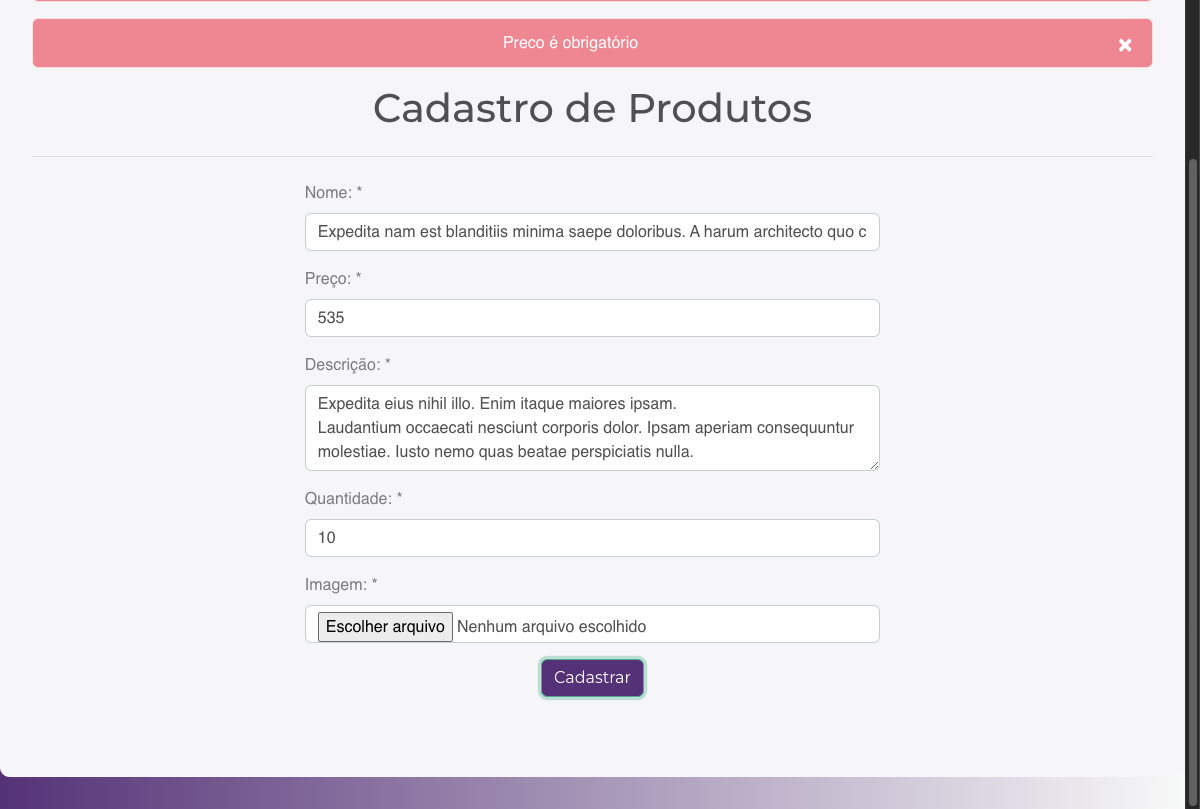 Preco é obrigatório
×
Cadastro de Produtos
Nome: *
Expedita nam est blanditiis minima saepe doloribus. A harum architecto quo c
Preço: *
535
Descrição: *
Expedita eius nihil illo. Enim itaque maiores ipsam.
Laudantium occaecati nesciunt corporis dolor. Ipsam aperiam consequuntur
molestiae. Iusto nemo quas beatae perspiciatis nulla.
Quantidade: *
10
Imagem: *
Escolher arquivo Nenhum arquivo escolhido
Cadastrar